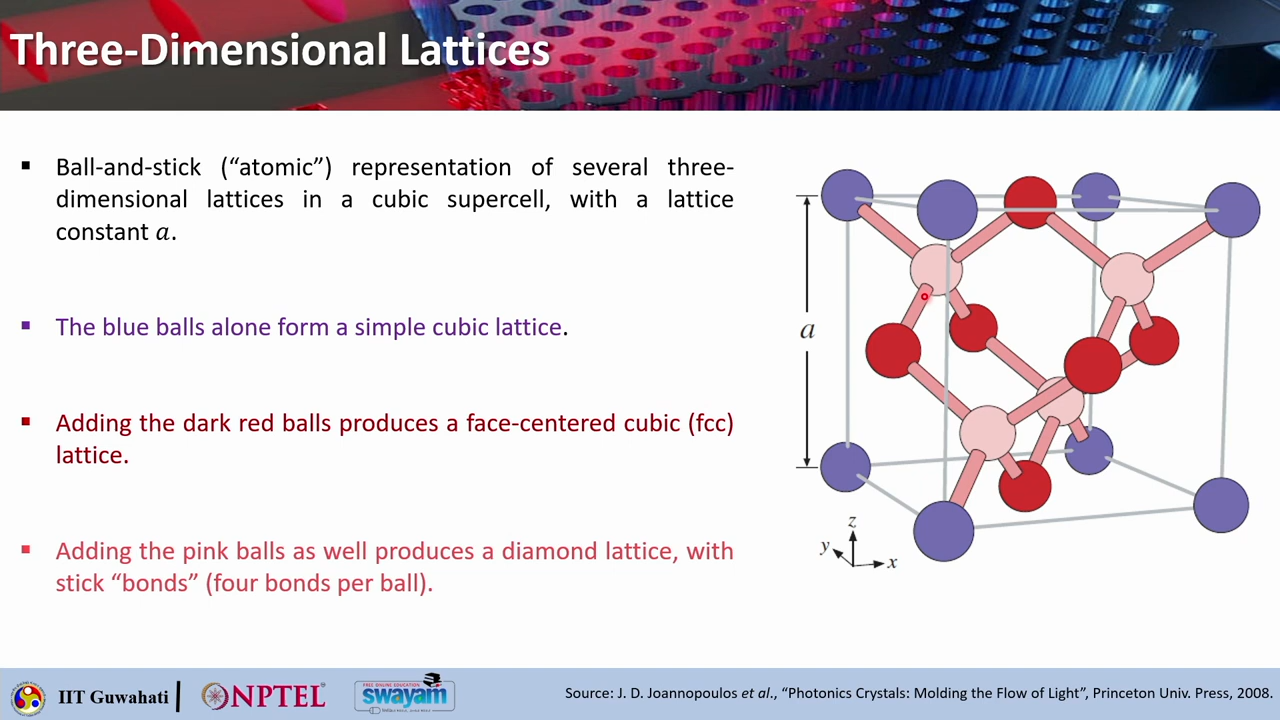 Three-Dimensional Lattices
▪ Ball-and-stick (“atomic”) representation of several three-
dimensional lattices in a cubic supercell, with a lattice
constant a.
▪ The blue balls alone form a simple cubic lattice.
▪ Adding the dark red balls produces a face-centered cubic (fcc)
lattice.
▪ Adding the pink balls as well produces a diamond lattice, with
stick “bonds” (four bonds per ball).
a
z
y
x
IIT Guwahati
NPTEL
FREE ONLINE EDUCATION
swayam
Source: J. D. Joannopoulos et al., “Photonics Crystals: Molding the Flow of Light”, Princeton Univ. Press, 2008.